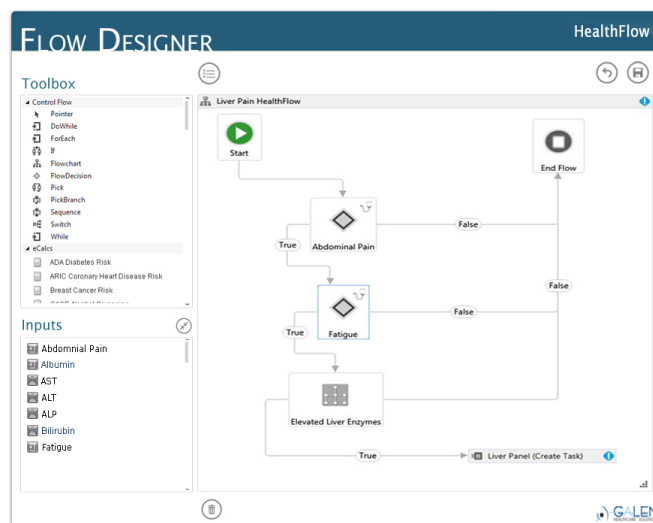 FLOW DESIGNER
HealthFlow
Toolbox
Control Flow
Pointer
DoWhile
ForEach
If
Flowchart
FlowDecision
Pick
PickBranch
Sequence
Switch
While
eCalcs
ADA Diabetes Risk
ARIC Coronary Heart Disease Risk
Breast Cancer Risk
Inputs
Abdomnial Pain
Albumin
AST
ALT
ALP
Bilirubin
Fatigue
Liver Pain HealthFlow
Start
End Flow
Abdominal Pain
False
True
Fatigue
False
False
True
Elevated Liver Enzymes
True
Liver Panel (Create Task)
GALEN